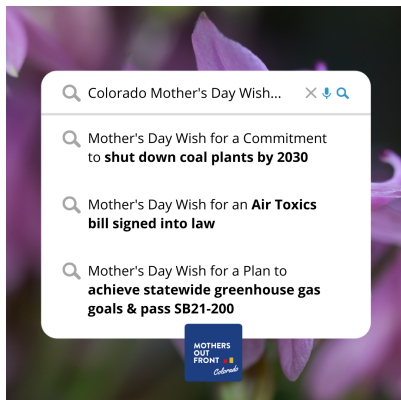 Colorado Mother's Day Wish...
Mother's Day Wish for a Commitment
to shut down coal plants by 2030
Mother's Day Wish for an Air Toxics
bill signed into law
Mother's Day Wish for a Plan to
achieve statewide greenhouse gas
goals & pass SB21-200
MOTHERS
OUT
FRONT
Colorado